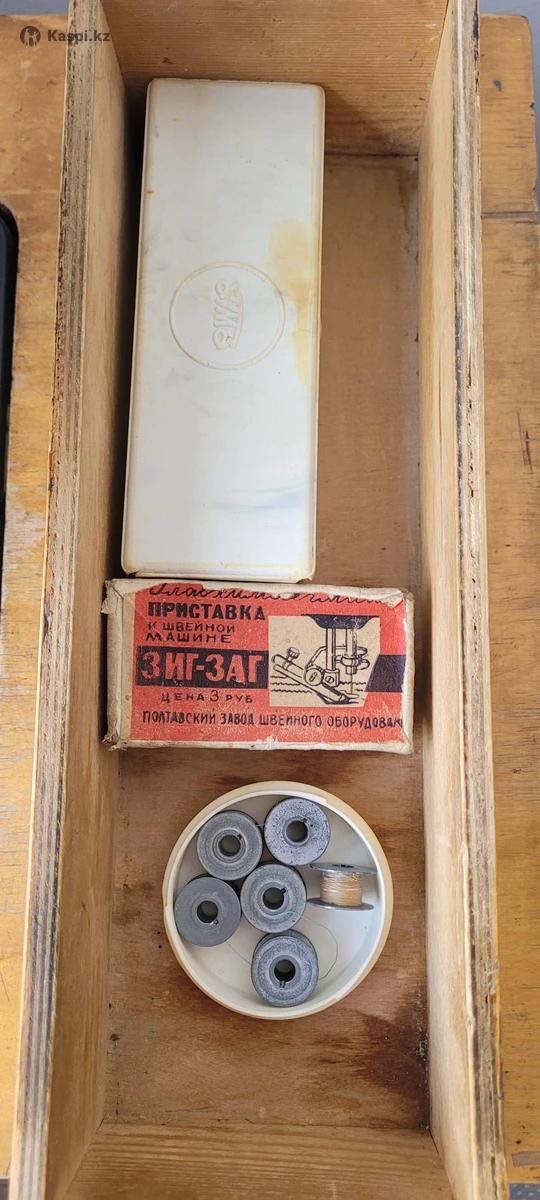 Kaspi.kz
ПРИСТАВКА
К ШВЕЙНОЙ
МАШИНЕ
ЗИГ-ЗАГ
ЦЕНА 3 РУБ
ПОЛТАВСКИЙ ЗАВОД ШВЕЙНОГО ОБОРУДОВАН